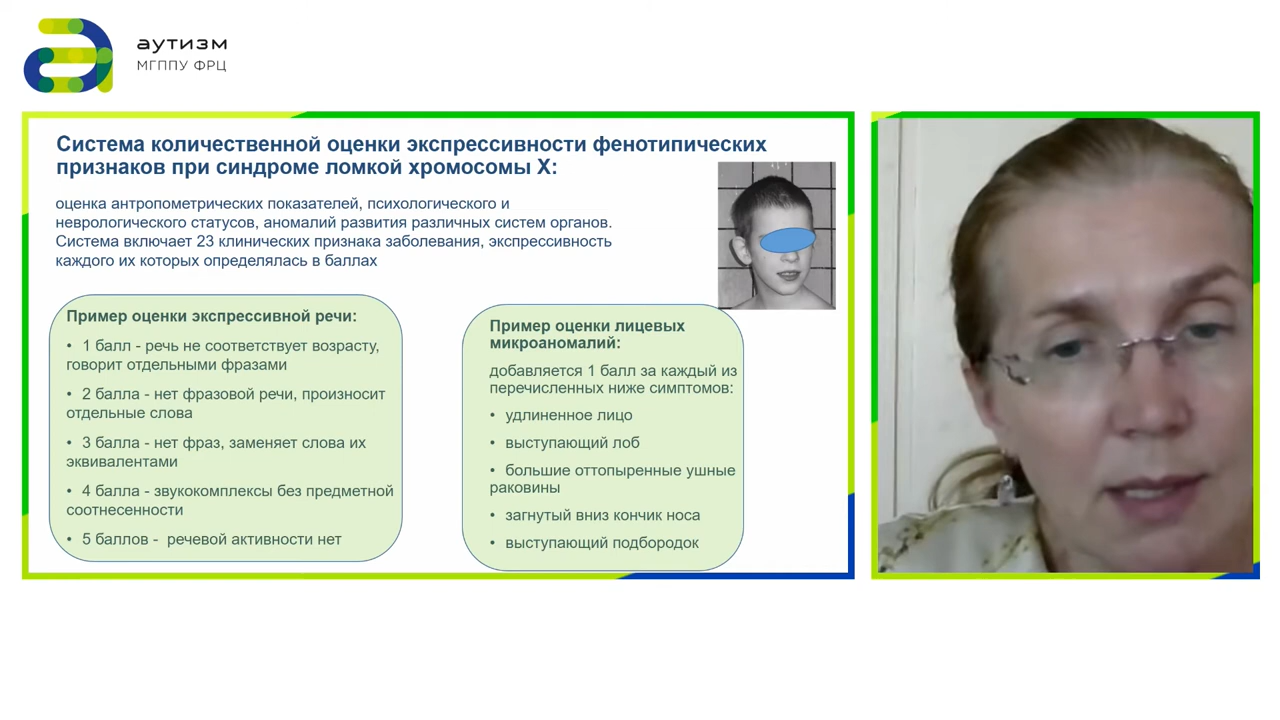 аутизм
МГППУ ФРЦ
Система количественной оценки экспрессивности фенотипических
признаков при синдроме ломкой хромосомы X:
оценка антропометрических показателей, психологического и
неврологического статусов, аномалий развития различных систем органов.
Система включает 23 клинических признака заболевания, экспрессивность
каждого их которых определялась в баллах
Пример оценки экспрессивной речи:
• 1 балл - речь не соответствует возрасту,
говорит отдельными фразами
• 2 балла - нет фразовой речи, произносит
отдельные слова
• 3 балла - нет фраз, заменяет слова их
эквивалентами
• 4 балла - звукокомплексы без предметной
соотнесенности
• 5 баллов - речевой активности нет
Пример оценки лицевых
микроаномалий:
добавляется 1 балл за каждый из
перечисленных ниже симптомов:
• удлиненное лицо
• выступающий лоб
• большие оттопыренные ушные
раковины
• загнутый вниз кончик носа
• выступающий подбородок